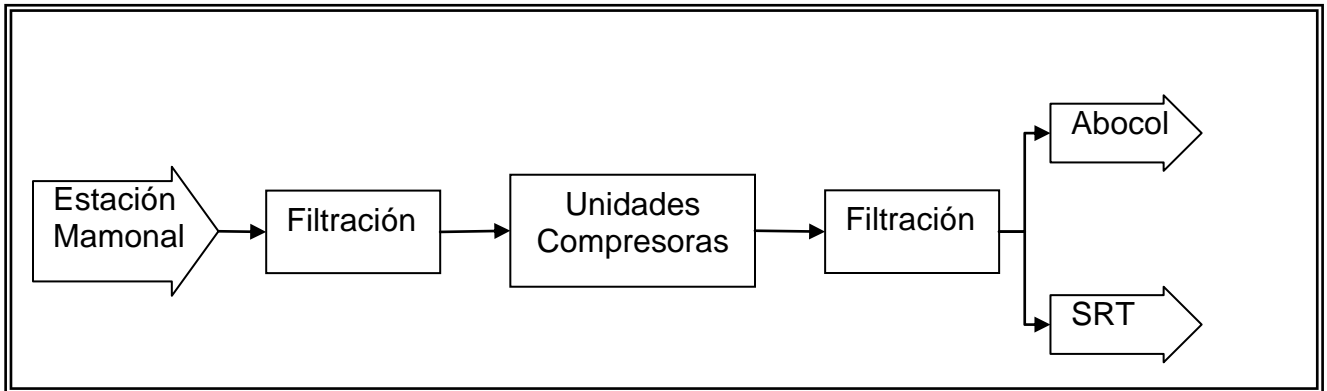 Estación
Mamonal
Filtración
Unidades
Compresoras
Filtración
Abocol
SRT